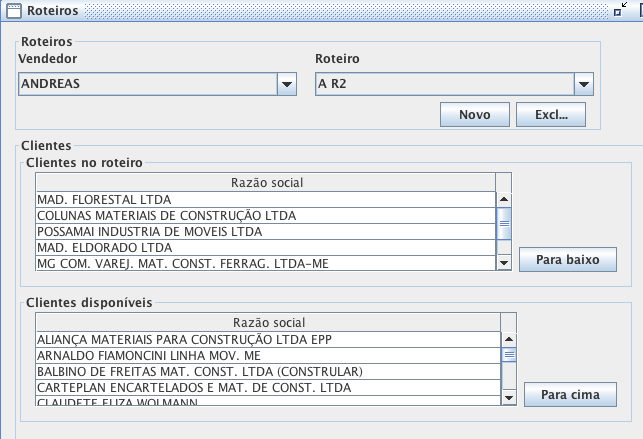 Roteiros
Roteiros
Vendedor Roteiro
ANDREAS A R2
Novo Excl...
Clientes
Clientes no roteiro
Razão social
MAD. FLORESTAL LTDA
COLUNAS MATERIAIS DE CONSTRUÇÃO LTDA
POSSAMAI INDUSTRIA DE MOVEIS LTDA
MAD. ELDORADO LTDA
MG COM. VAREJ. MAT. CONST. FERRAG. LTDA-ME
Para baixo
Clientes disponíveis
Razão social
ALIANÇA MATERIAIS PARA CONSTRUÇÃO LTDA EPP
ARNALDO FIAMONCINI LINHA MOV. ME
BALBINO DE FREITAS MAT. CONST. LTDA (CONSTRULAR)
CARTEPLAN ENCARTELADOS E MAT. DE CONST. LTDA
CLAUDETE ELIZA WOLMANN
Para cima